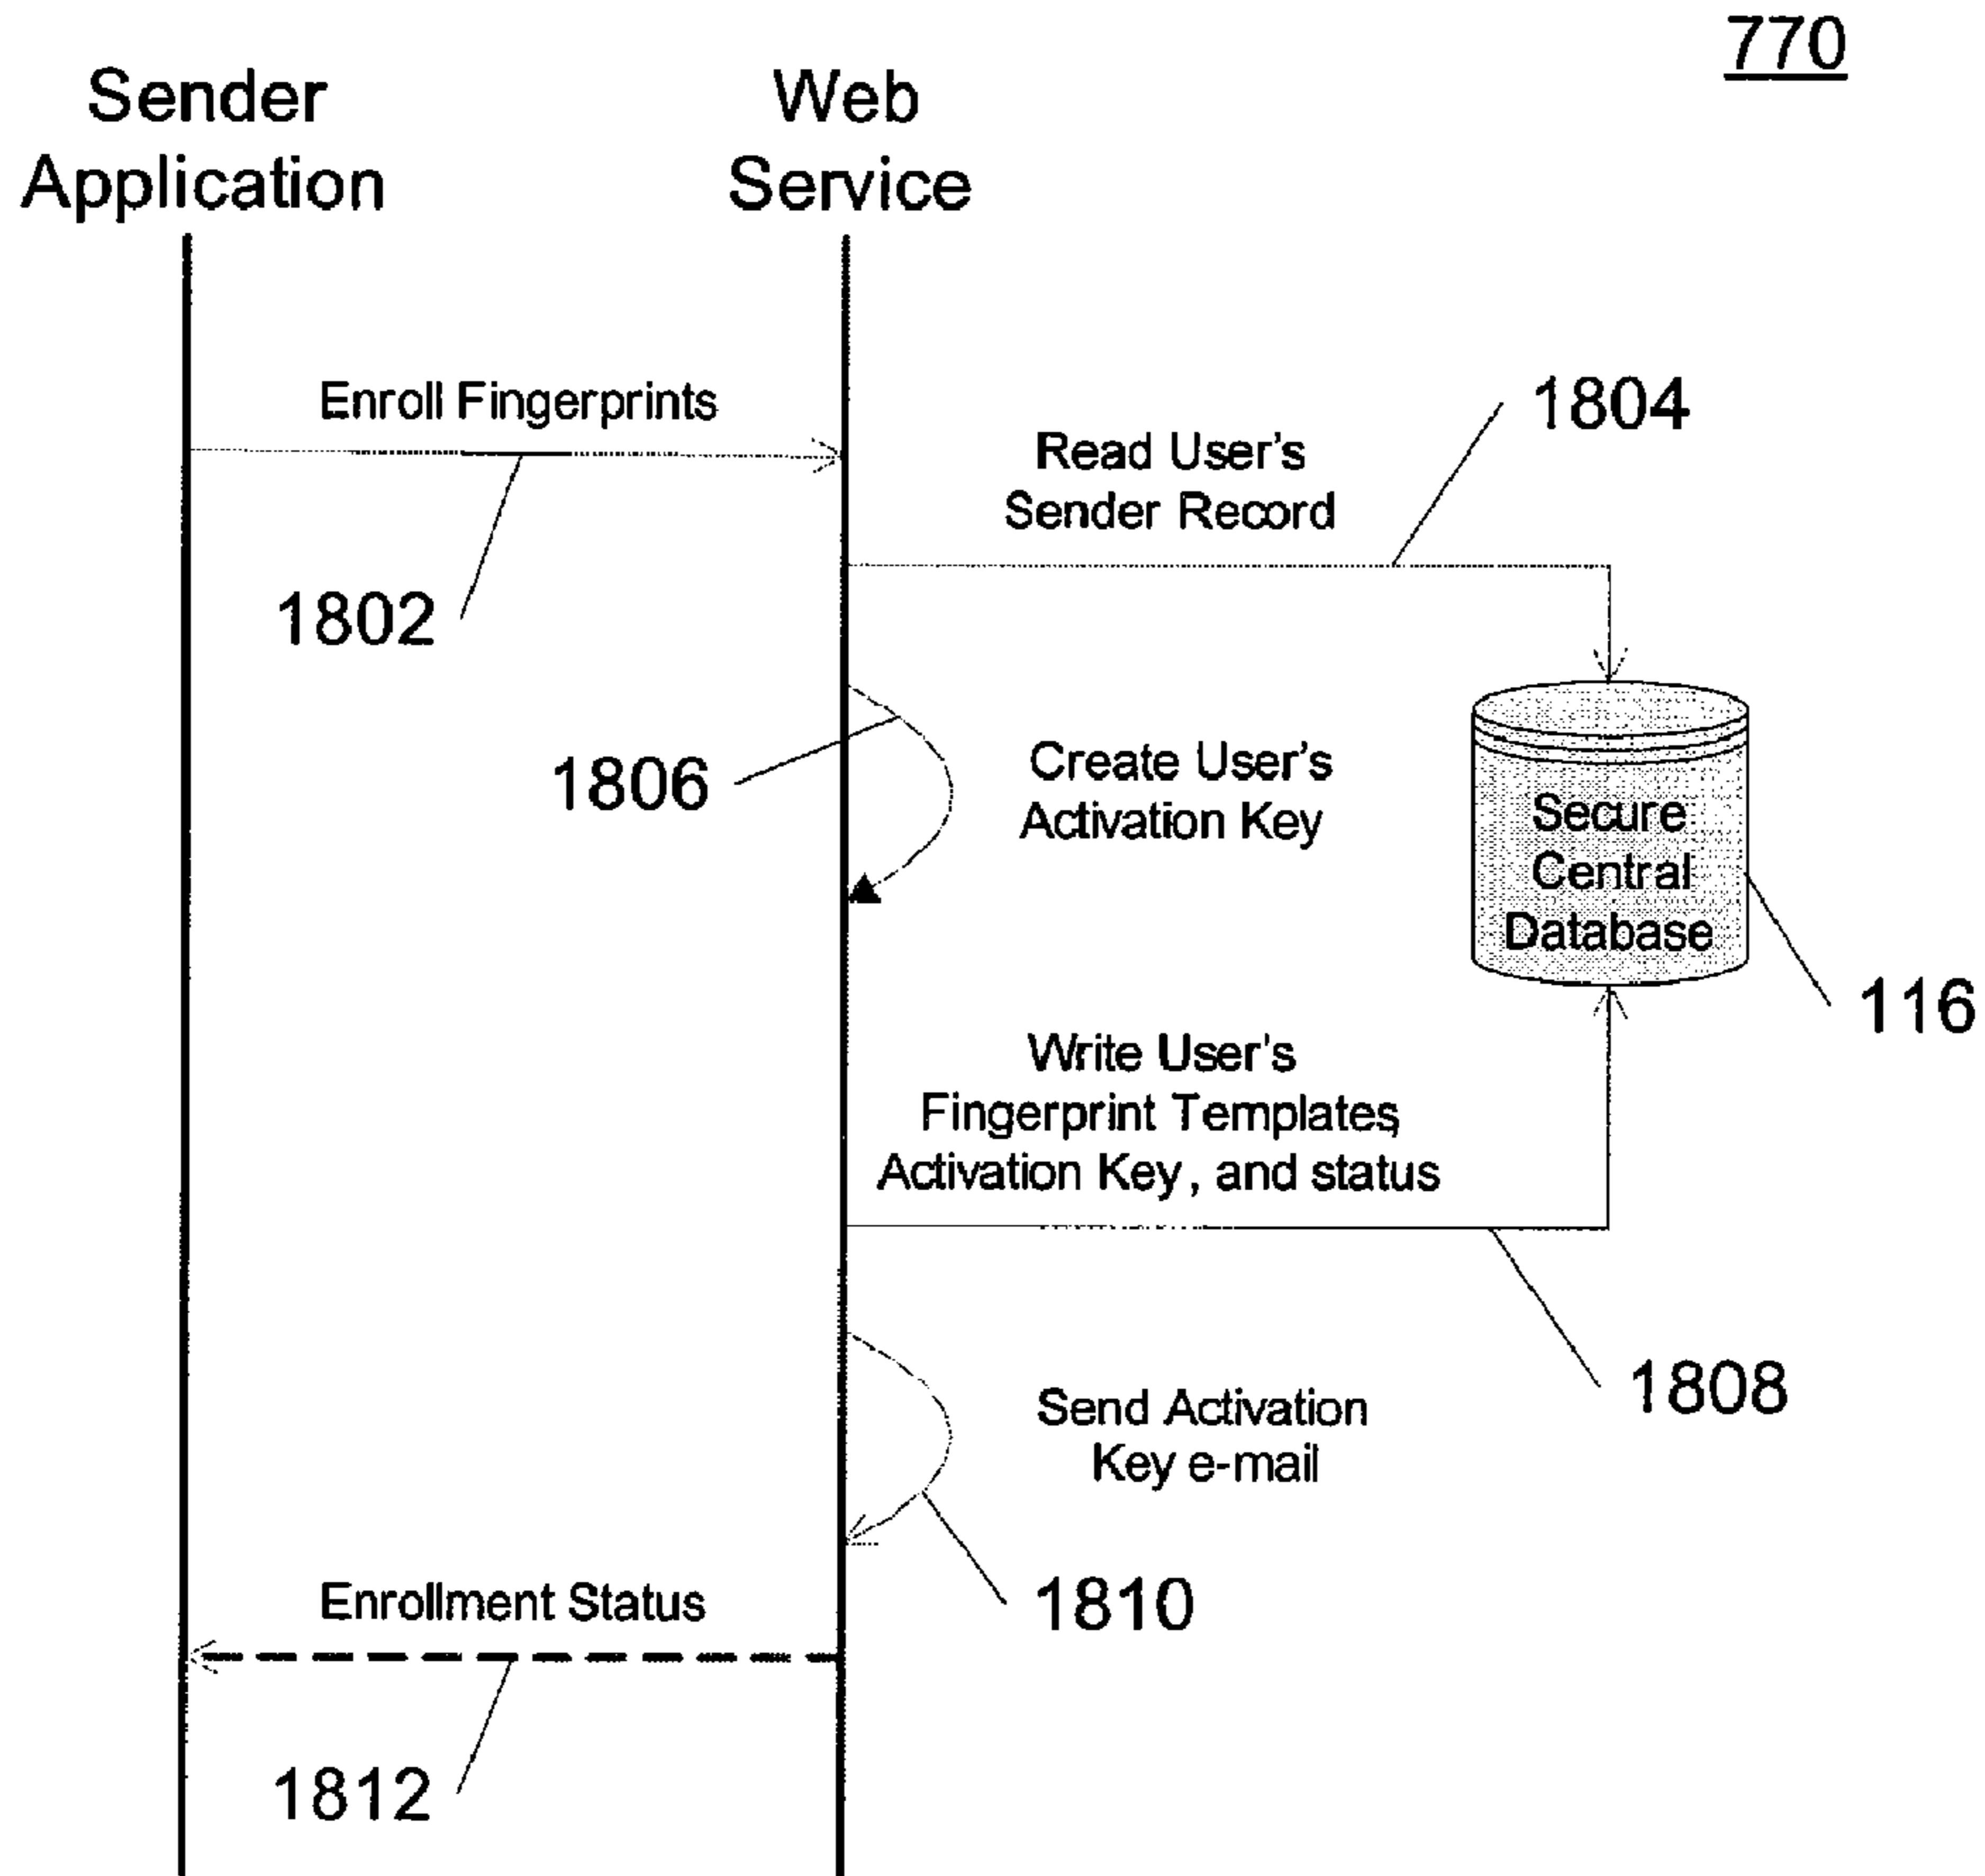 770
Sender
Application
Web
Service
Enroll Fingerprints
1802
Read User's
Sender Record
1804
1806
Create User's
Activation Key
Secure
Central
Database
116
Write User's
Fingerprint Templates,
Activation Key, and status
1808
Send Activation
Key e-mail
1810
Enrollment Status
1812